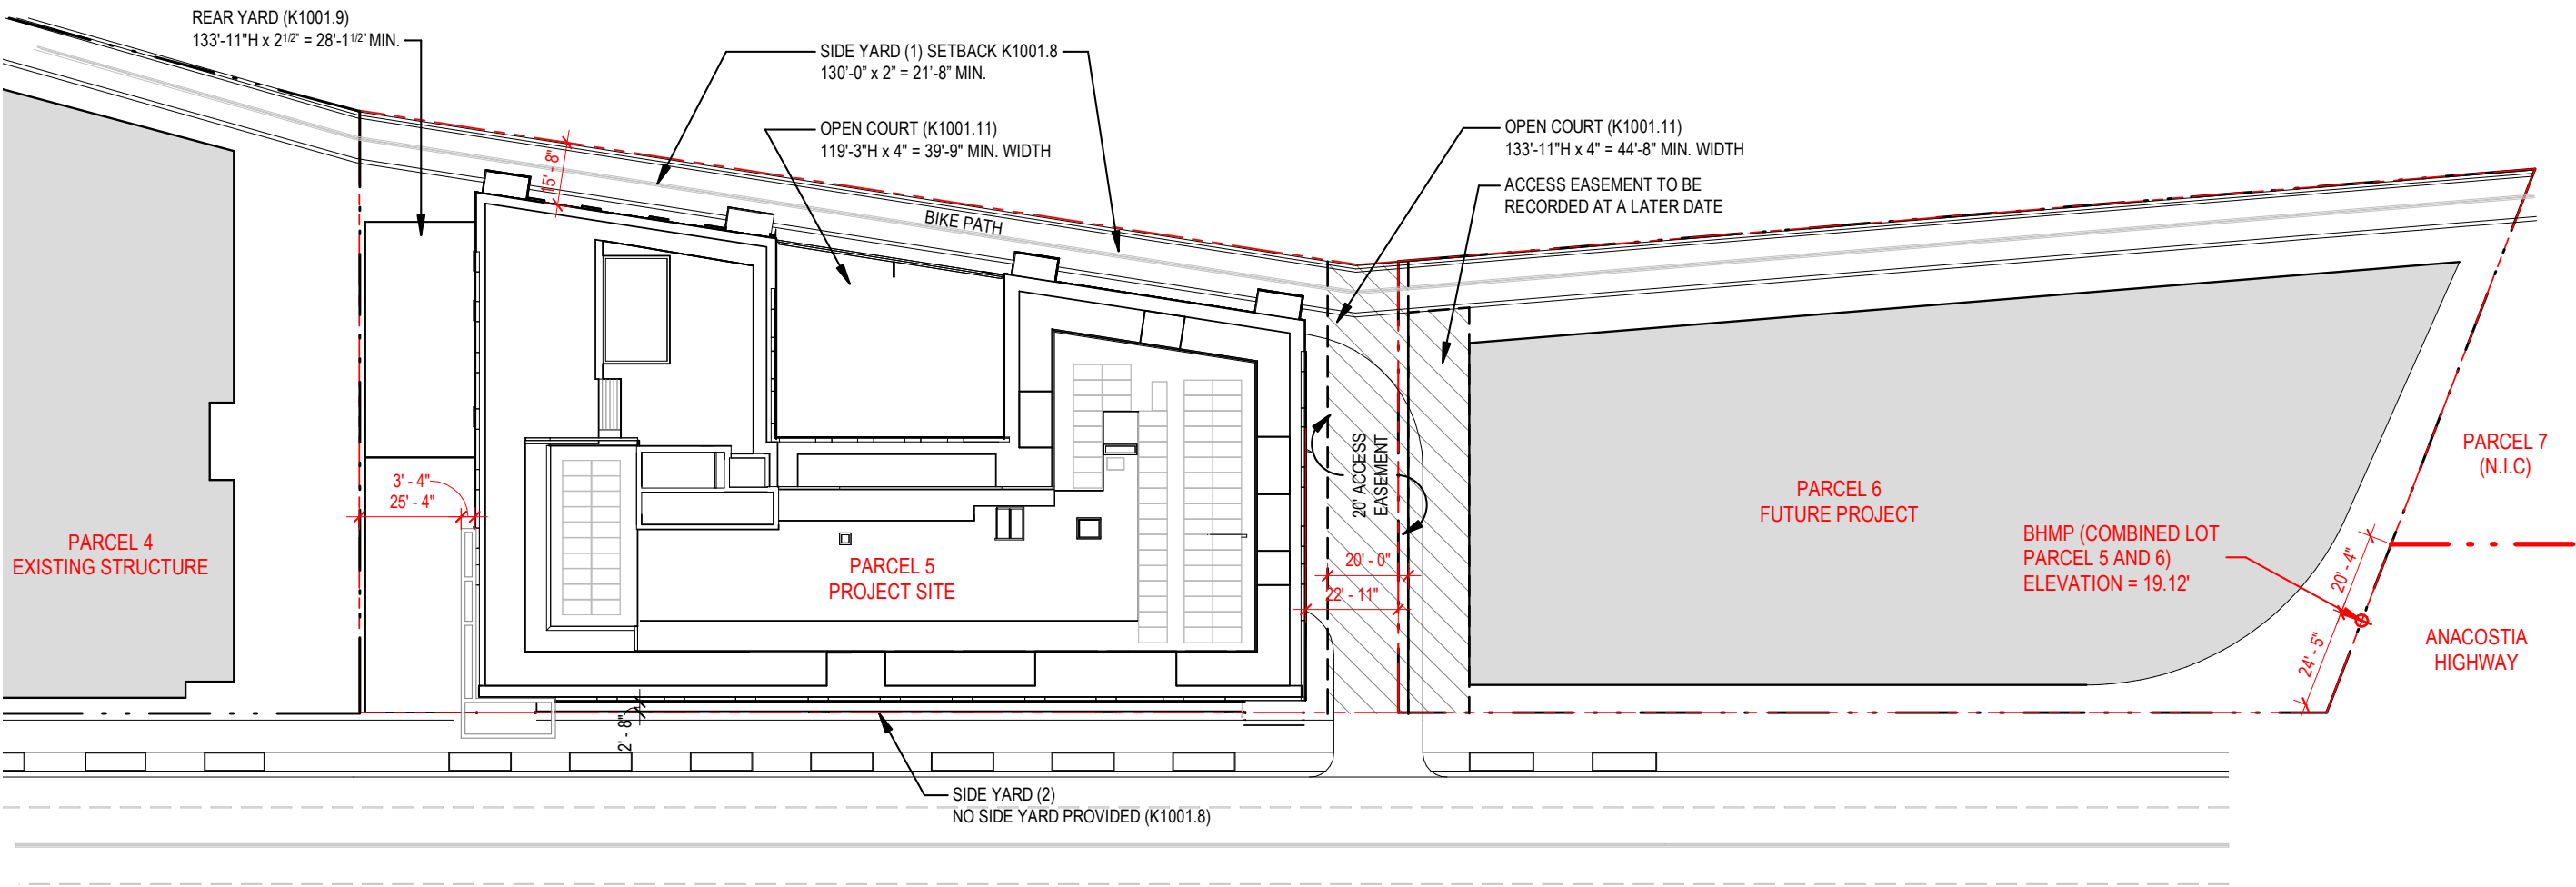 REAR YARD (K1001.9)
133'-11"H x 2 1/2" = 28'-1 1/2" MIN.
SIDE YARD (1) SETBACK K1001.8
130'-0" x 2" = 21'-8" MIN.
OPEN COURT (K1001.11)
119'-3"H x 4" = 39'-9" MIN. WIDTH
OPEN COURT (K1001.11)
133'-11"H x 4" = 44'-8" MIN. WIDTH
ACCESS EASEMENT TO BE
RECORDED AT A LATER DATE
15' - 8"
BIKE PATH
3' - 4"
25' - 4"
PARCEL 4
EXISTING STRUCTURE
PARCEL 5
PROJECT SITE
20' ACCESS
EASEMENT
20' - 0"
22' - 11"
PARCEL 6
FUTURE PROJECT
PARCEL 7
(N.I.C)
BHMP (COMBINED LOT
PARCEL 5 AND 6)
ELEVATION = 19.12'
20' - 4"
24' - 5"
ANACOSTIA
HIGHWAY
2' - 8"
SIDE YARD (2)
NO SIDE YARD PROVIDED (K1001.8)